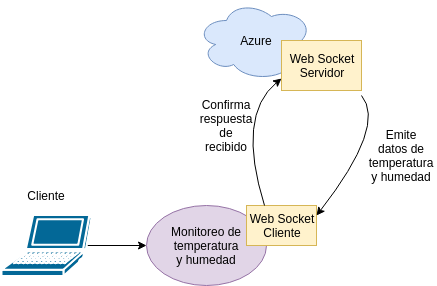 Azure
Web Socket
Servidor
Confirma
respuesta
de
recibido
Emite
datos de
temperatura
y humedad
Cliente
Web Socket
Cliente
Monitoreo de
temperatura
y humedad